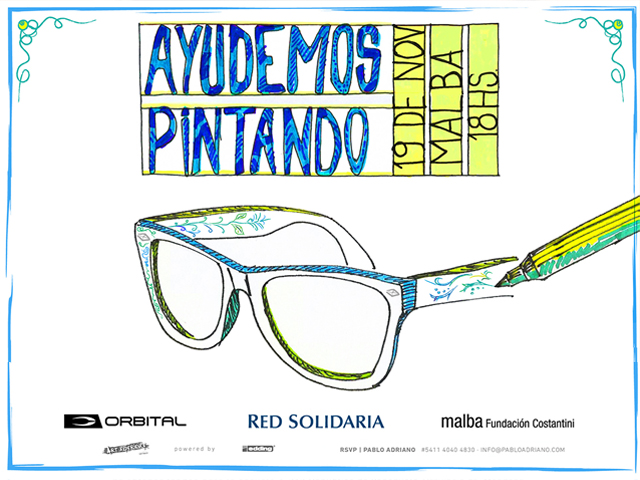 AYUDEMOS
PiNTANDO
19 DE NOV
MALBA
18HS
ORBITAL
RED SOLIDARIA
malba Fundación Costantini
powered by
edding
RSVP | PABLO ADRIANO +5411 4040 4830 · INFO@PABLOADRIANO.COM